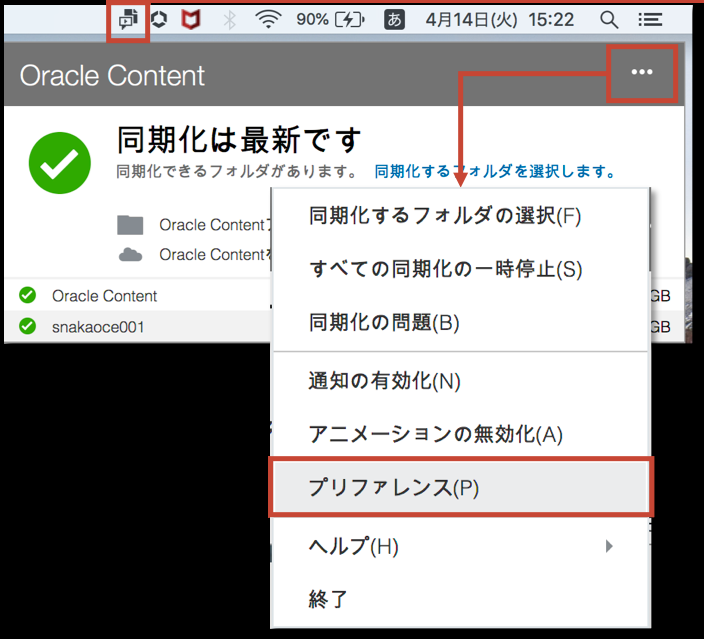 90% あ 4月14日(火) 15:22
Oracle Content
同期化は最新です
同期化できるフォルダがあります。 同期化するフォルダを選択します。
Oracle Content
Oracle Content
Oracle Content GB
snakaoce001 GB
同期化するフォルダの選択(F)
すべての同期化の一時停止(S)
同期化の問題(B)
通知の有効化(N)
アニメーションの無効化(A)
プリファレンス(P)
ヘルプ(H)
終了